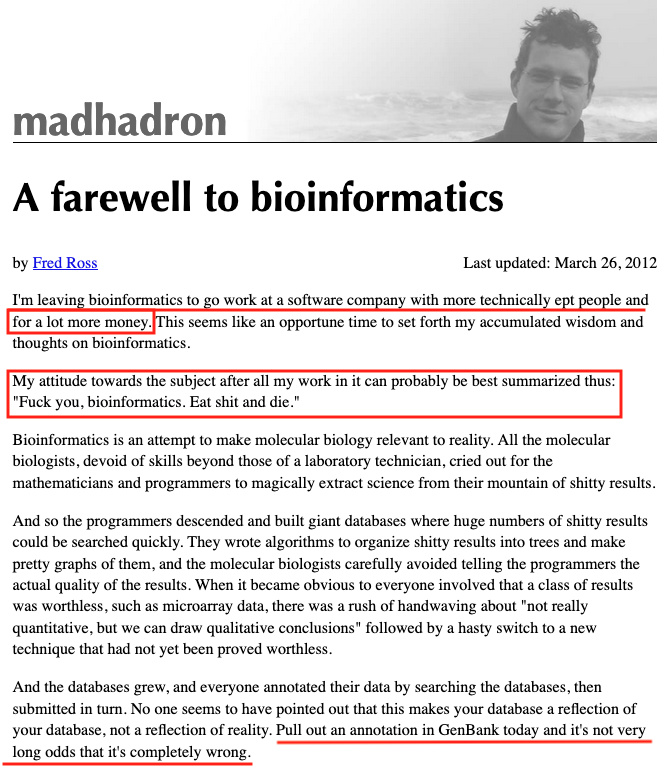 madhadron
A farewell to bioinformatics
by Fred Ross Last updated: March 26, 2012
I'm leaving bioinformatics to go work at a software company with more technically ept people and
for a lot more money. This seems like an opportune time to set forth my accumulated wisdom and
thoughts on bioinformatics.
My attitude towards the subject after all my work in it can probably be best summarized thus:
"Fuck you, bioinformatics. Eat shit and die."
Bioinformatics is an attempt to make molecular biology relevant to reality. All the molecular
biologists, devoid of skills beyond those of a laboratory technician, cried out for the
mathematicians and programmers to magically extract science from their mountain of shitty results.
And so the programmers descended and built giant databases where huge numbers of shitty results
could be searched quickly. They wrote algorithms to organize shitty results into trees and make
pretty graphs of them, and the molecular biologists carefully avoided telling the programmers the
actual quality of the results. When it became obvious to everyone involved that a class of results
was worthless, such as microarray data, there was a rush of handwaving about "not really
quantitative, but we can draw qualitative conclusions" followed by a hasty switch to a new
technique that had not yet been proved worthless.
And the databases grew, and everyone annotated their data by searching the databases, then
submitted in turn. No one seems to have pointed out that this makes your database a reflection of
your database, not a reflection of reality. Pull out an annotation in GenBank today and it's not very
long odds that it's completely wrong.